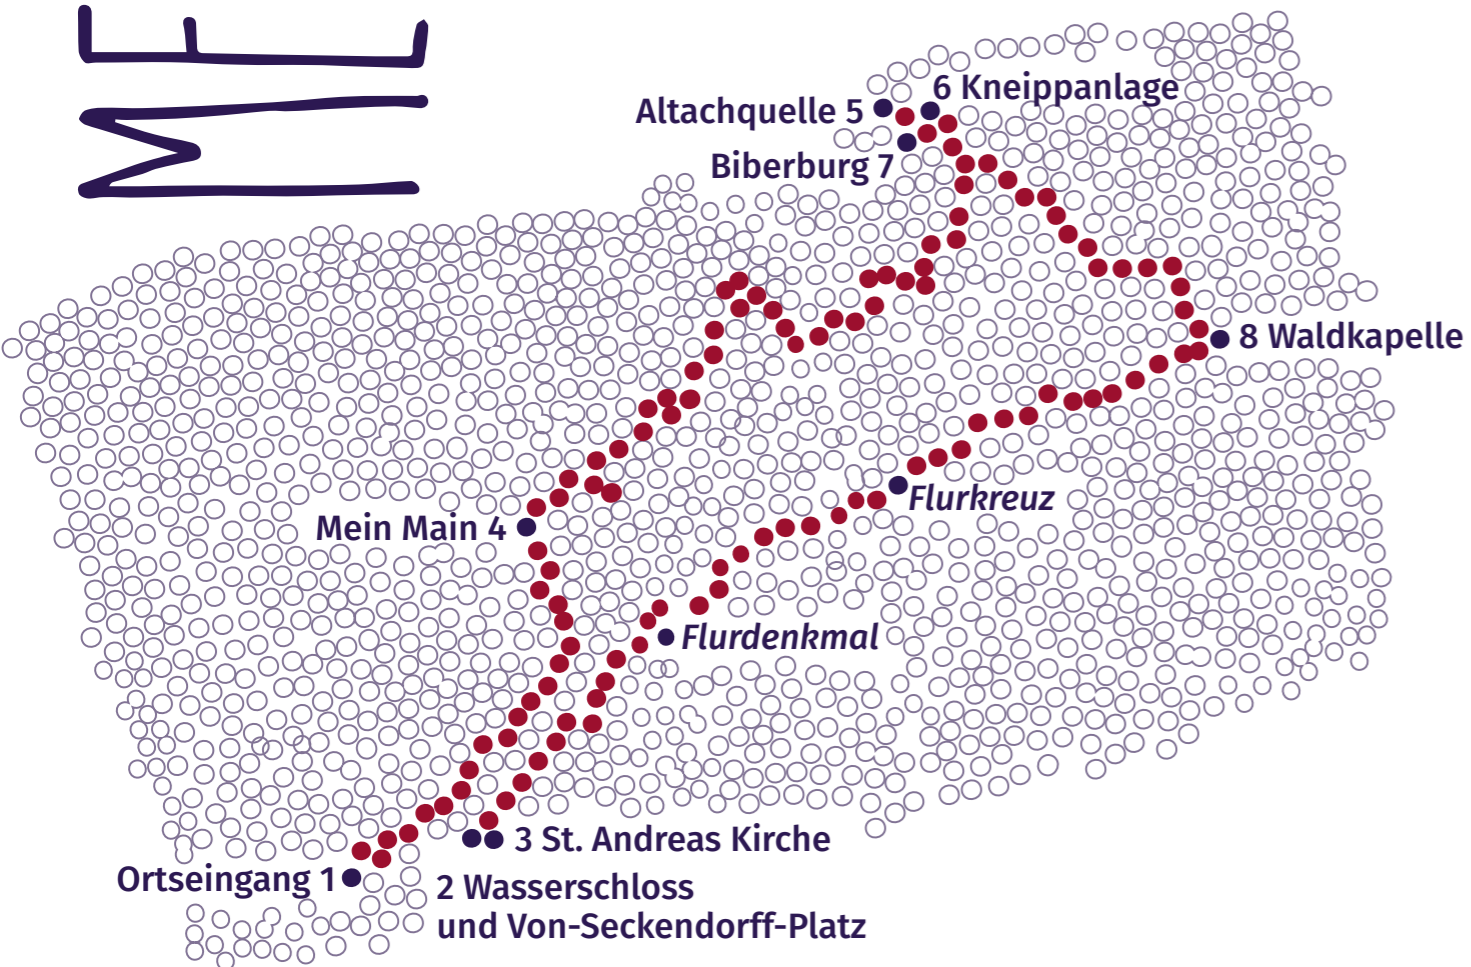 ME
Altachquelle 5
6 Kneippanlage
Biberburg 7
8 Waldkapelle
Flurkreuz
Mein Main 4
Flurdenkmal
3 St. Andreas Kirche
Ortseingang 1
2 Wasserschloss
und Von-Seckendorff-Platz